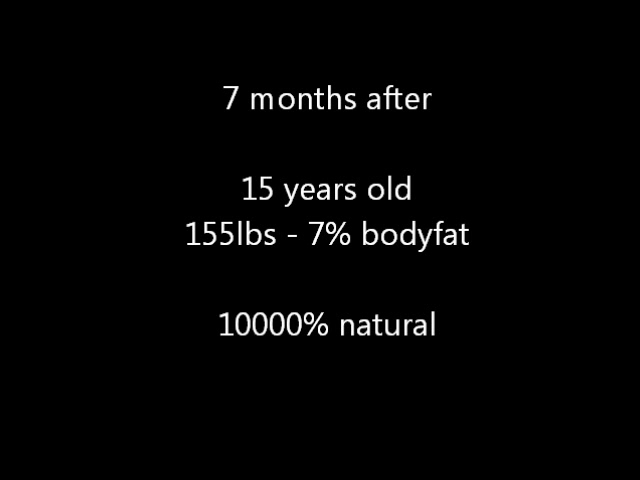 7 months after
15 years old
155lbs - 7% bodyfat
10000% natural